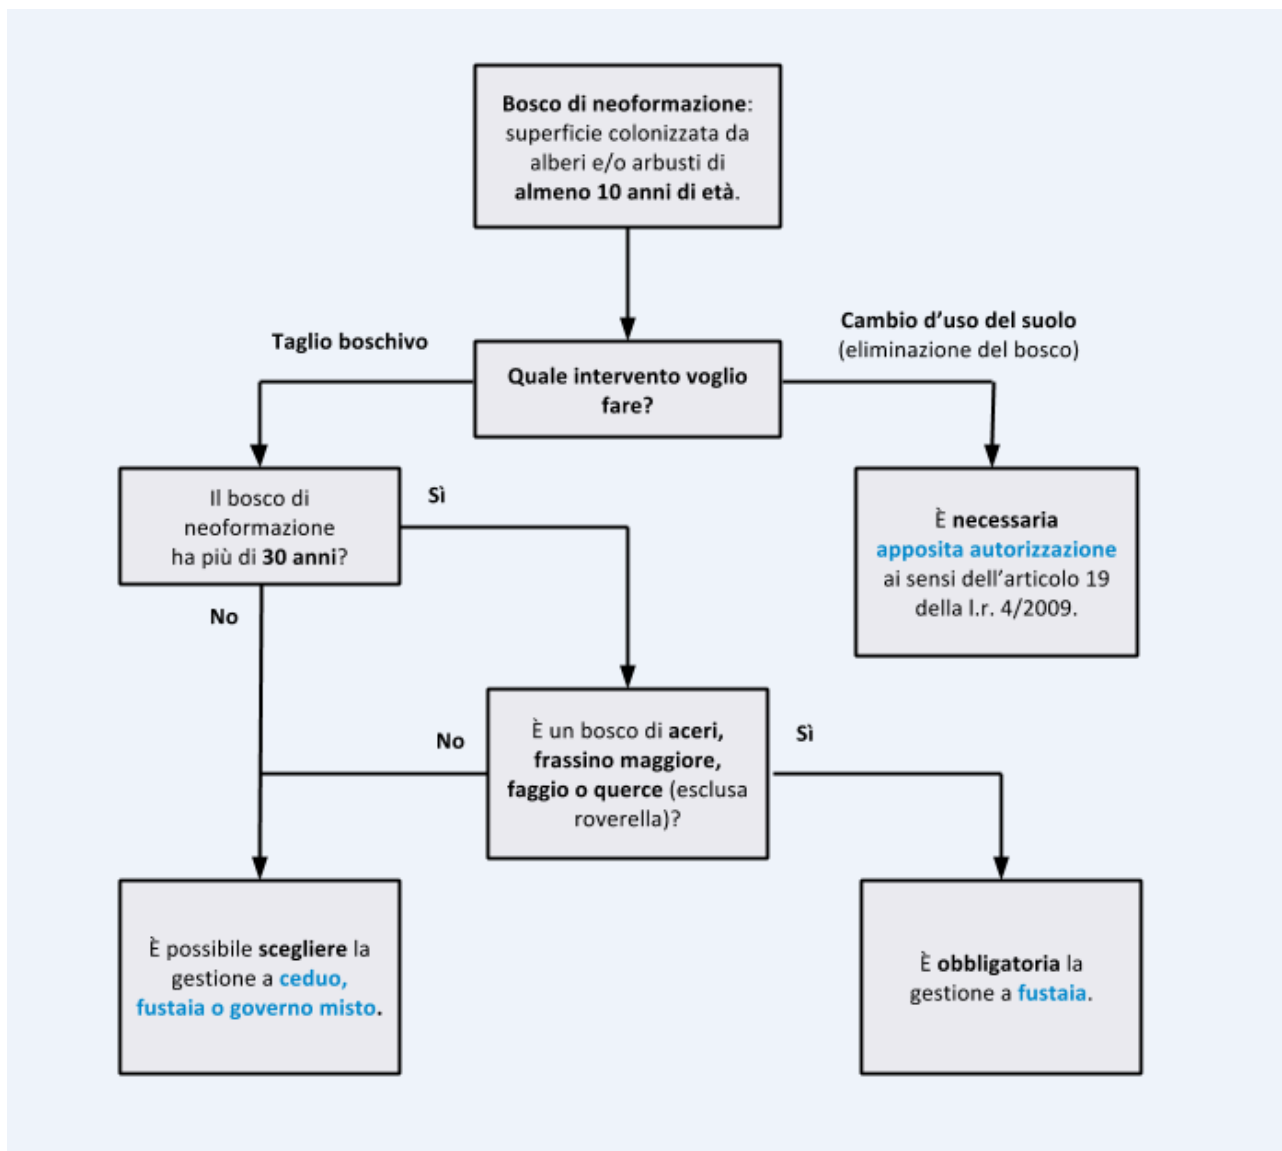 Bosco di neoformazione:
superficie colonizzata da
alberi e/o arbusti di
almeno 10 anni di età.
Cambio d'uso del suolo
(eliminazione del bosco)
Taglio boschivo
Quale intervento voglio
fare?
Il bosco di
neoformazione
ha più di 30 anni?
Sì
È necessaria
apposita autorizzazione
ai sensi dell'articolo 19
della l.r. 4/2009.
No
No
È un bosco di aceri,
frassino maggiore,
faggio o querce (esclusa
roverella)?
Sì
È possibile scegliere la
gestione a ceduo,
fustaia o governo misto.
È obbligatoria la
gestione a fustaia.